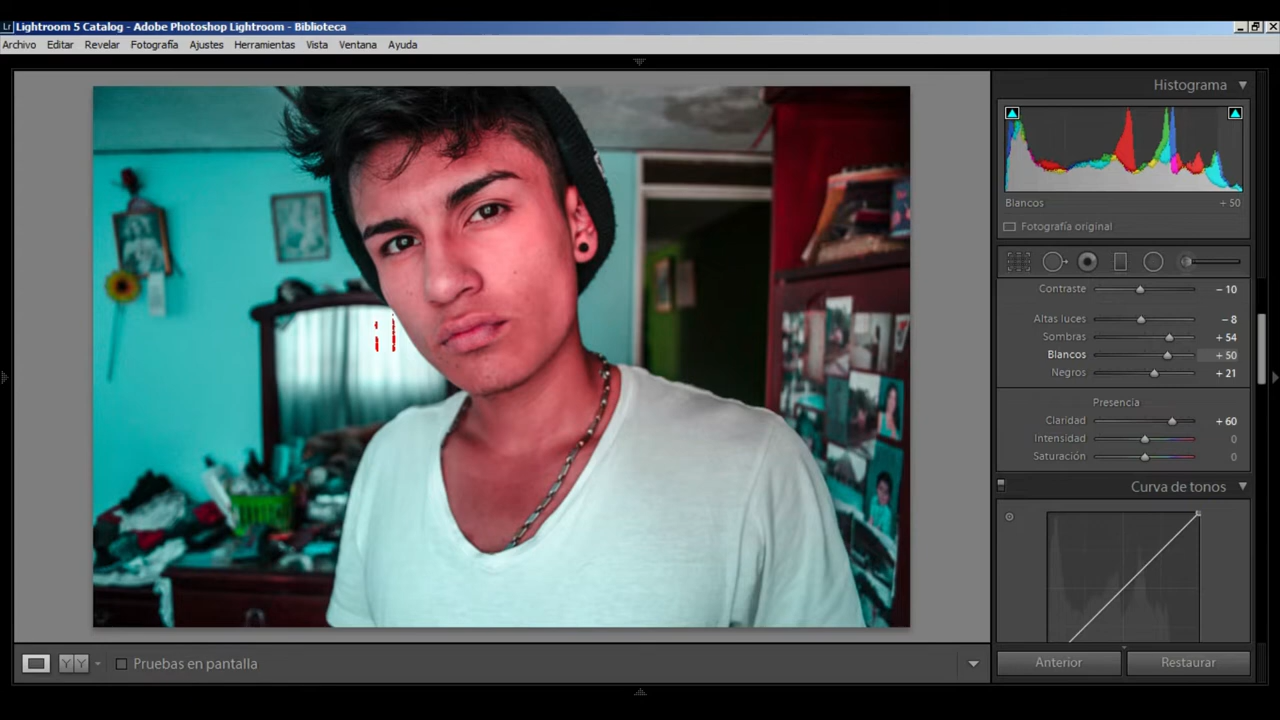 Lr Lightroom 5 Catalog - Adobe Photoshop Lightroom - Biblioteca
Archivo Editar Revelar Fotografía Ajustes Herramientas Vista Ventana Ayuda
Histograma
Blancos + 50
Fotografía original
Contraste – 10
Altas luces – 8
Sombras + 54
Blancos + 50
Negros + 21
Presencia
Claridad + 60
Intensidad 0
Saturación 0
Curva de tonos
YY Pruebas en pantalla
Anterior Restaurar